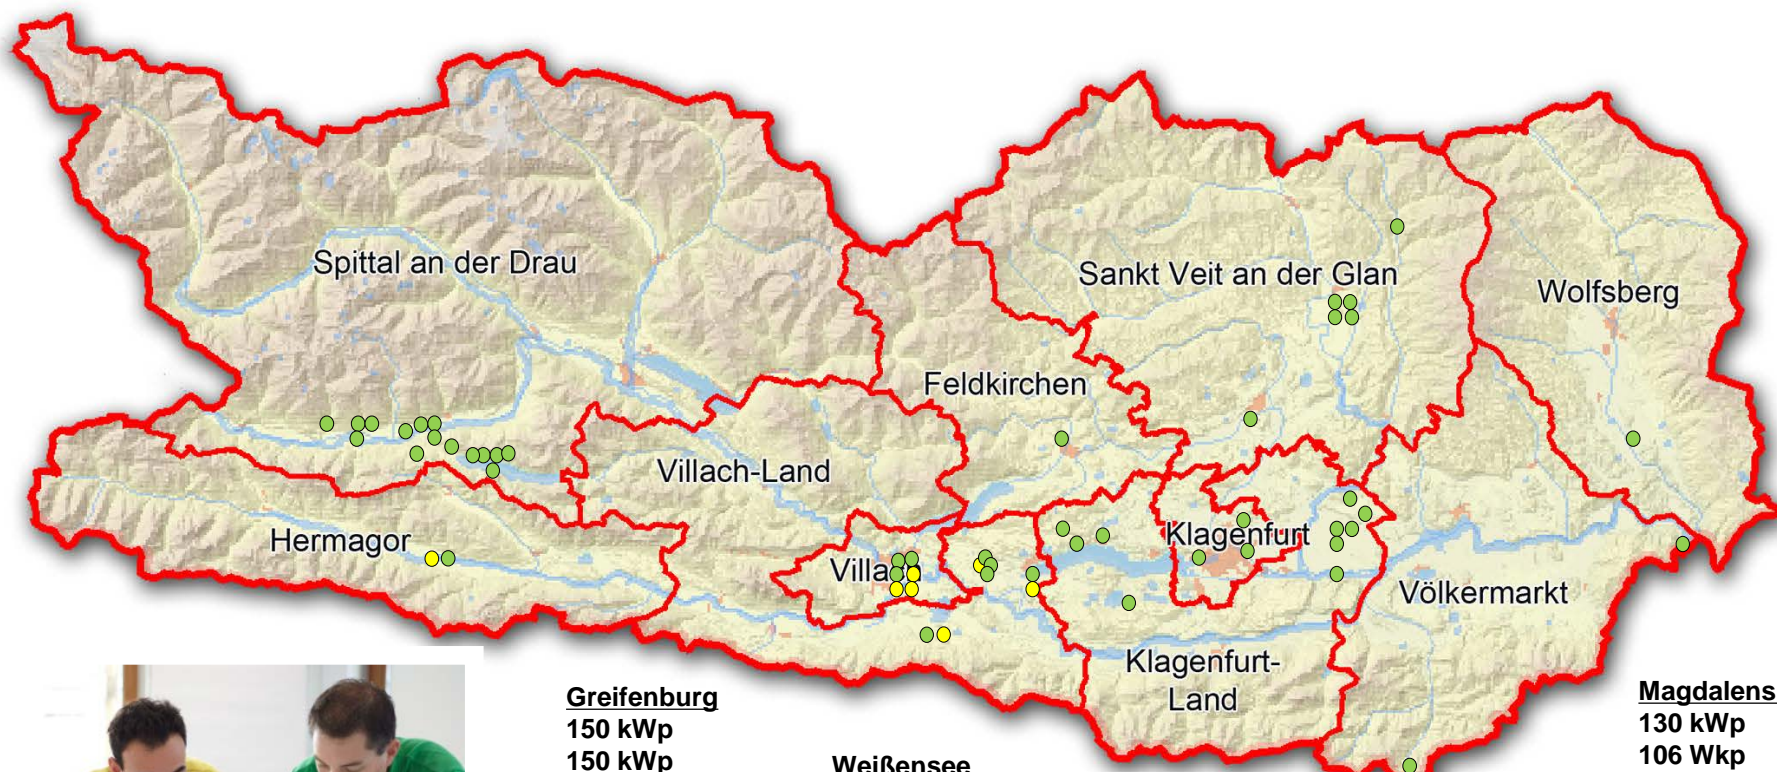 Spittal an der Drau
Sankt Veit an der Glan
Wolfsberg
Feldkirchen
Villach-Land
Hermagor
Villa
Klagenfurt
Völkermarkt
Klagenfurt-
Land
Greifenburg
150 kWp
150 kWp
Weißensee
Magdalens
130 kWp
106 Wkp